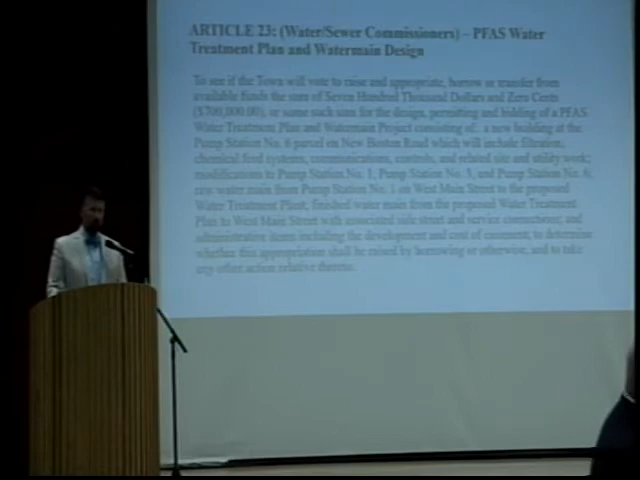 ARTICLE 23: (Water/Sewer Commissioners) – PFAS Water
Treatment Plan and Watermain Design
To see if the Town will vote to raise and appropriate, borrow or transfer from
available funds the sum of Seven Hundred Thousand Dollars and Zero Cents
($700,000.00), or some such sum for the design, permitting and bidding of a PFAS
Water Treatment Plan and Watermain Project consisting of: a new building at the
Pump Station No. 6 parcel on New Boston Road which will include filtration,
chemical feed systems, communications, controls, and related site and utility work;
modifications to Pump Station No. 1, Pump Station No. 3, and Pump Station No. 6;
raw water main from Pump Station No. 1 on West Main Street to the proposed
Water Treatment Plant; finished water main from the proposed Water Treatment
Plan to West Main Street with associated side street and service connections; and
administrative items including the development and cost of easement; to determine
whether this appropriation shall be raised by borrowing or otherwise, and to take
any other action relative thereto.